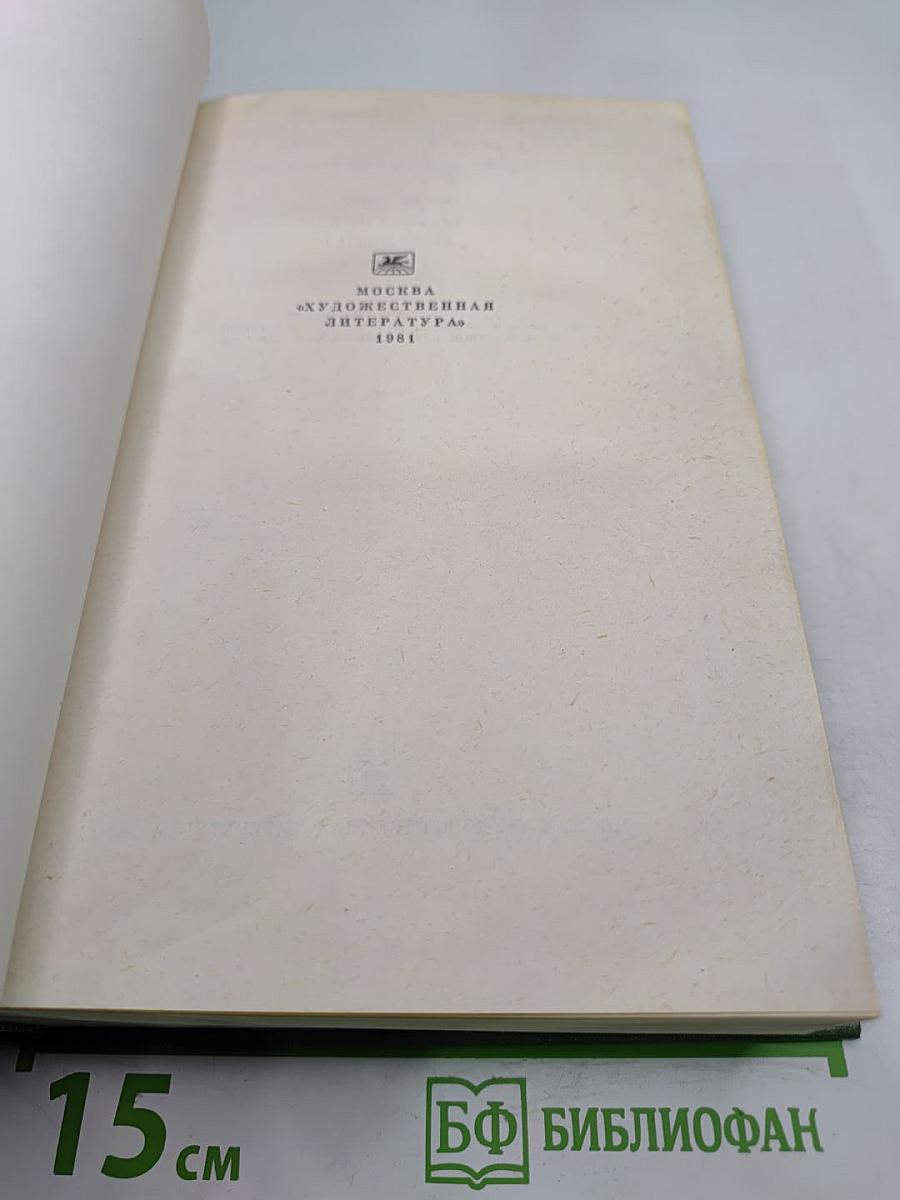 МОСКВА
«ХУДОЖЕСТВЕННАЯ
ЛИТЕРАТУРА»
1981
15 см
БФ БИБЛИОФАН